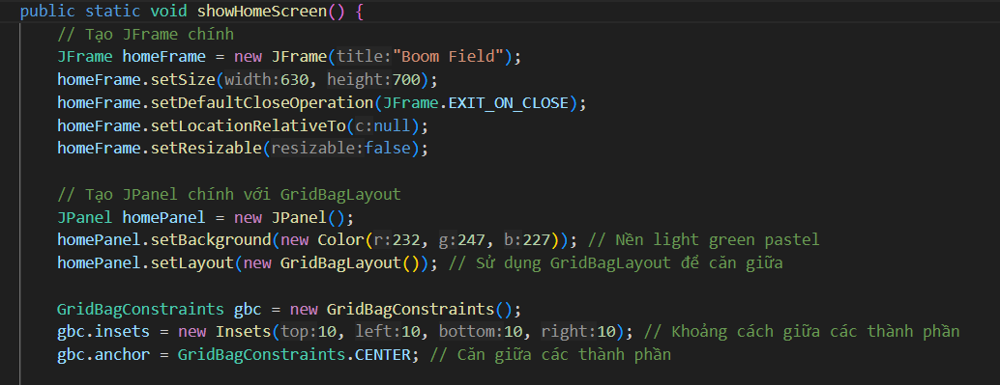 public static void showHomeScreen() {
// Tạo JFrame chính
JFrame homeFrame = new JFrame(title:"Boom Field");
homeFrame.setSize(width:630, height:700);
homeFrame.setDefaultCloseOperation(JFrame.EXIT_ON_CLOSE);
homeFrame.setLocationRelativeTo(c:null);
homeFrame.setResizable(resizable:false);
// Tạo JPanel chính với GridBagLayout
JPanel homePanel = new JPanel();
homePanel.setBackground(new Color(r:232, g:247, b:227)); // Nền light green pastel
homePanel.setLayout(new GridBagLayout()); // Sử dụng GridBagLayout để căn giữa
GridBagConstraints gbc = new GridBagConstraints();
gbc.insets = new Insets(top:10, left:10, bottom:10, right:10); // Khoảng cách giữa các thành phần
gbc.anchor = GridBagConstraints.CENTER; // Căn giữa các thành phần